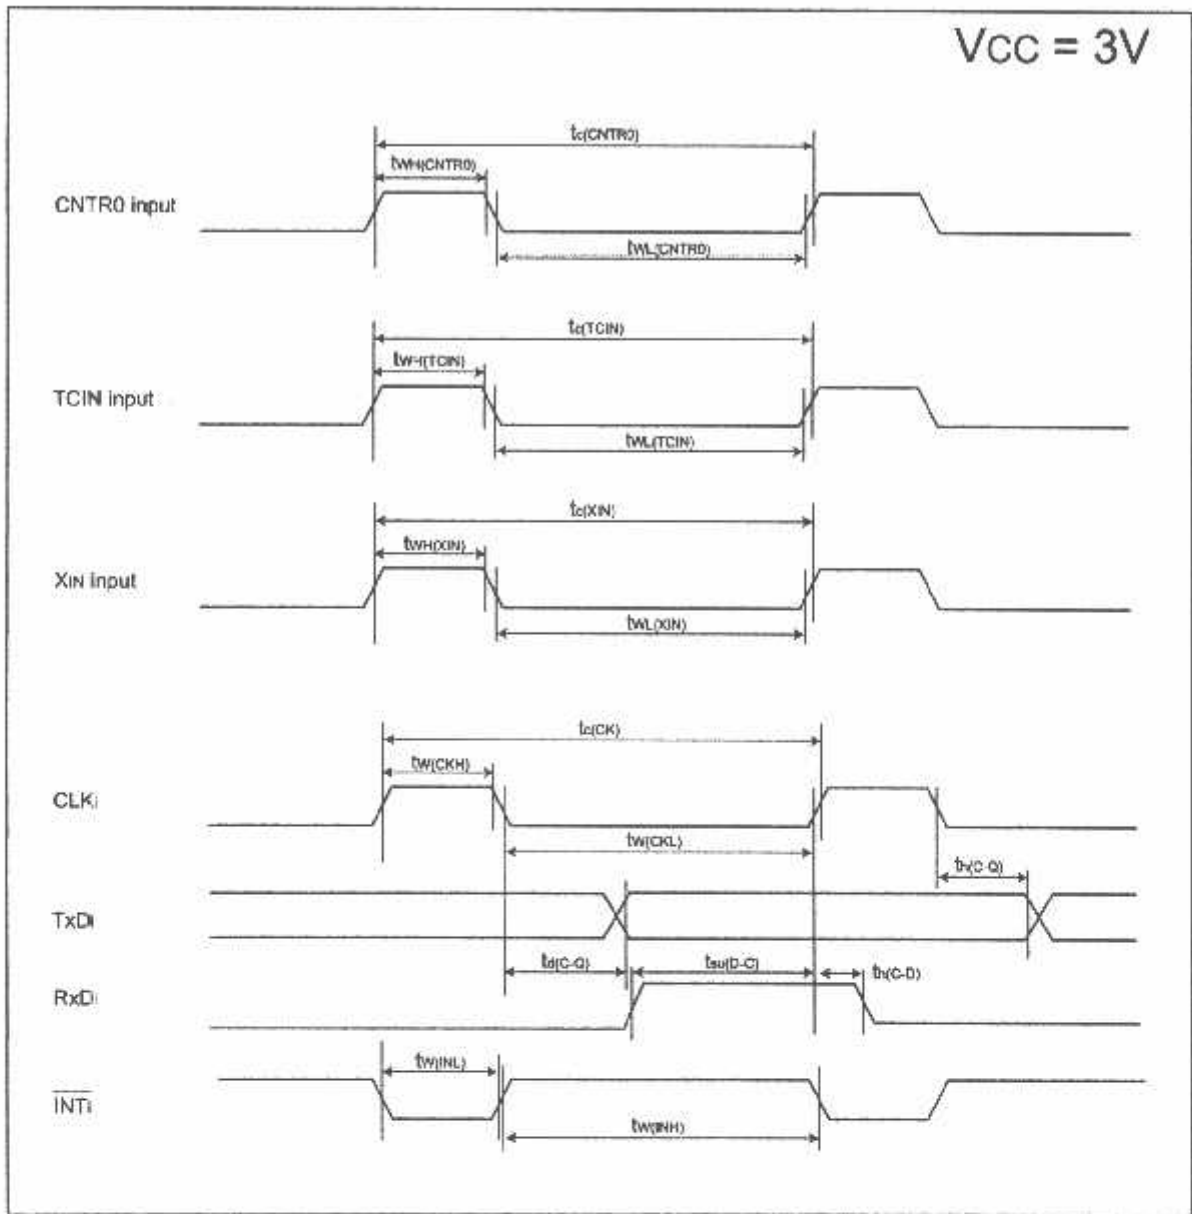 VCC = 3V
tc(CNTR0)
tWH(CNTR0)
CNTR0 input
tWL(CNTR0)
tc(TCIN)
tWH(TCIN)
TCIN input
tWL(TCIN)
tc(XIN)
tWH(XIN)
XIN input
tWL(XIN)
tc(CK)
tW(CKH)
CLKi
tW(CKL)
th(C-Q)
TxDi
td(C-Q)
tsu(D-C)
th(C-D)
RxDi
tW(INL)
INTi
tW(INH)